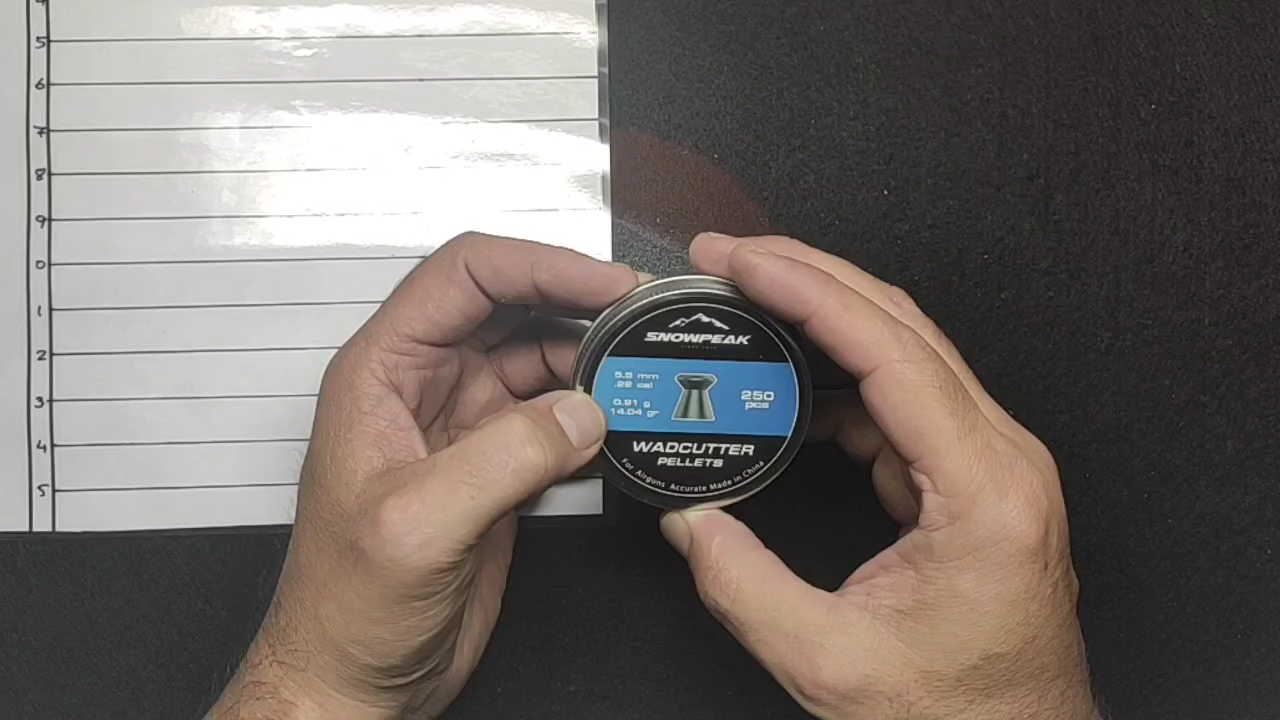 5
6
7
8
9
0
1
2
3
4
5
SNOWPEAK
5.5 mm
.22 cal
0.91 g
14.04 gr
250
pcs
WADCUTTER
PELLETS
For Airguns Accurate Made in China